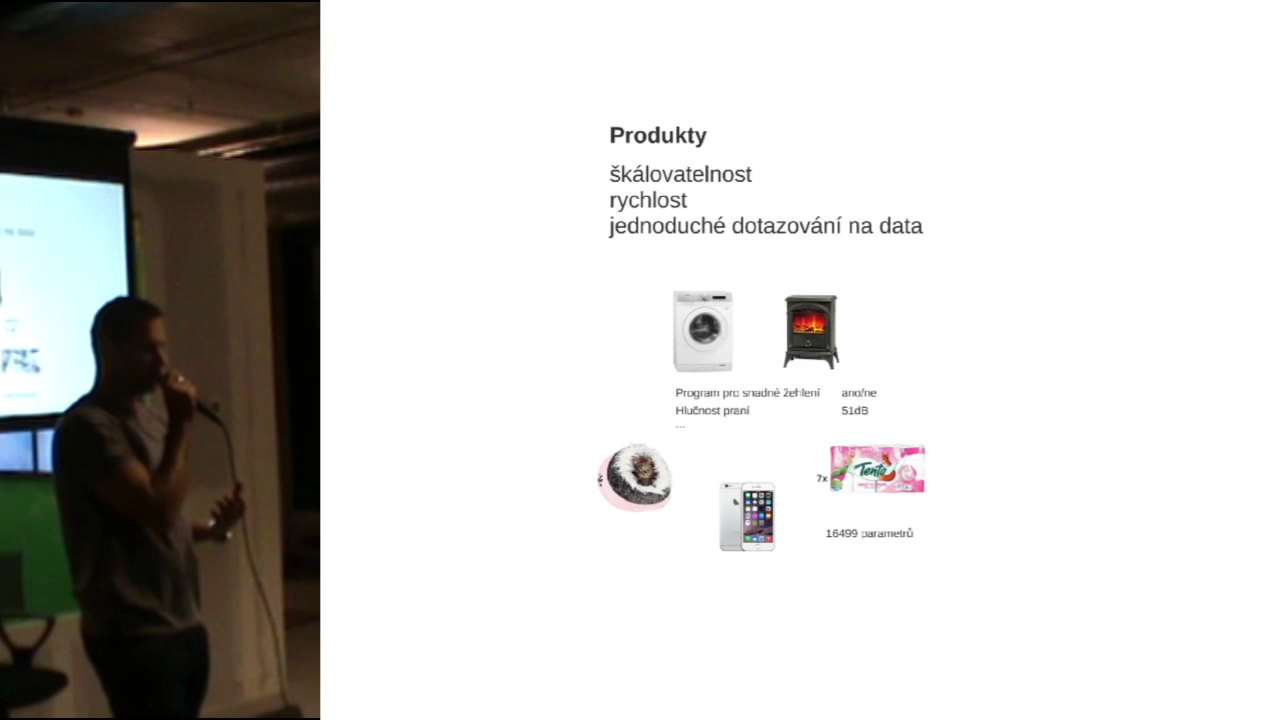 Produkty
škálovatelnost
rychlost
jednoduché dotazování na data
Program pro snadné žehlení ano/ne
Hlučnost praní 51dB
...
7x
Tento
16499 parametrů